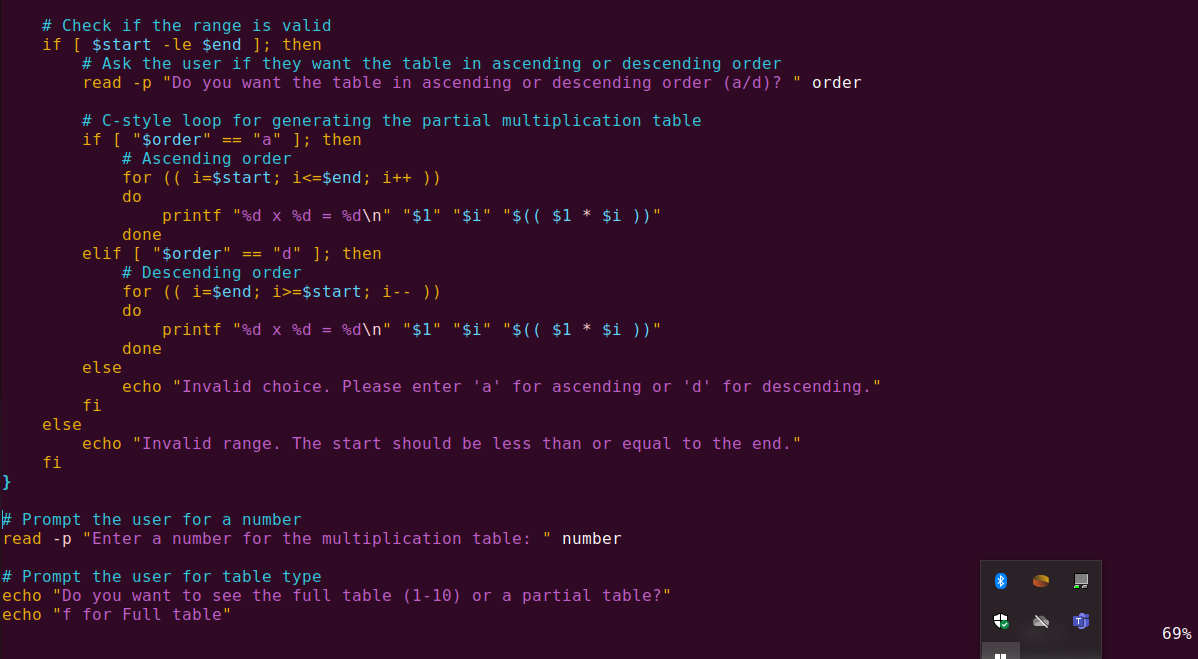 # Check if the range is valid
if [ $start -le $end ]; then
# Ask the user if they want the table in ascending or descending order
read -p "Do you want the table in ascending or descending order (a/d)? " order
# C-style loop for generating the partial multiplication table
if [ "$order" == "a" ]; then
# Ascending order
for (( i=$start; i<=$end; i++ ))
do
printf "%d x %d = %d\n" "$1" "$i" "$(( $1 * $i ))"
done
elif [ "$order" == "d" ]; then
# Descending order
for (( i=$end; i>=$start; i-- ))
do
printf "%d x %d = %d\n" "$1" "$i" "$(( $1 * $i ))"
done
else
echo "Invalid choice. Please enter 'a' for ascending or 'd' for descending."
fi
else
echo "Invalid range. The start should be less than or equal to the end."
fi
}
# Prompt the user for a number
read -p "Enter a number for the multiplication table: " number
# Prompt the user for table type
echo "Do you want to see the full table (1-10) or a partial table?"
echo "f for Full table"
69%